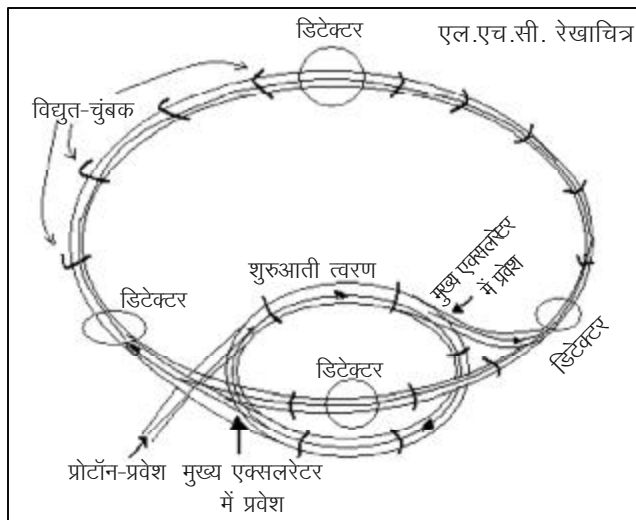 डिटेक्टर
एल.एच.सी. रेखाचित्र
विद्युत-चुंबक
शुरुआती त्वरण
मुख्य एक्सलरेटर
में प्रवेश
डिटेक्टर
डिटेक्टर
डिटेक्टर
प्रोटॉन-प्रवेश
मुख्य एक्सलरेटर
में प्रवेश